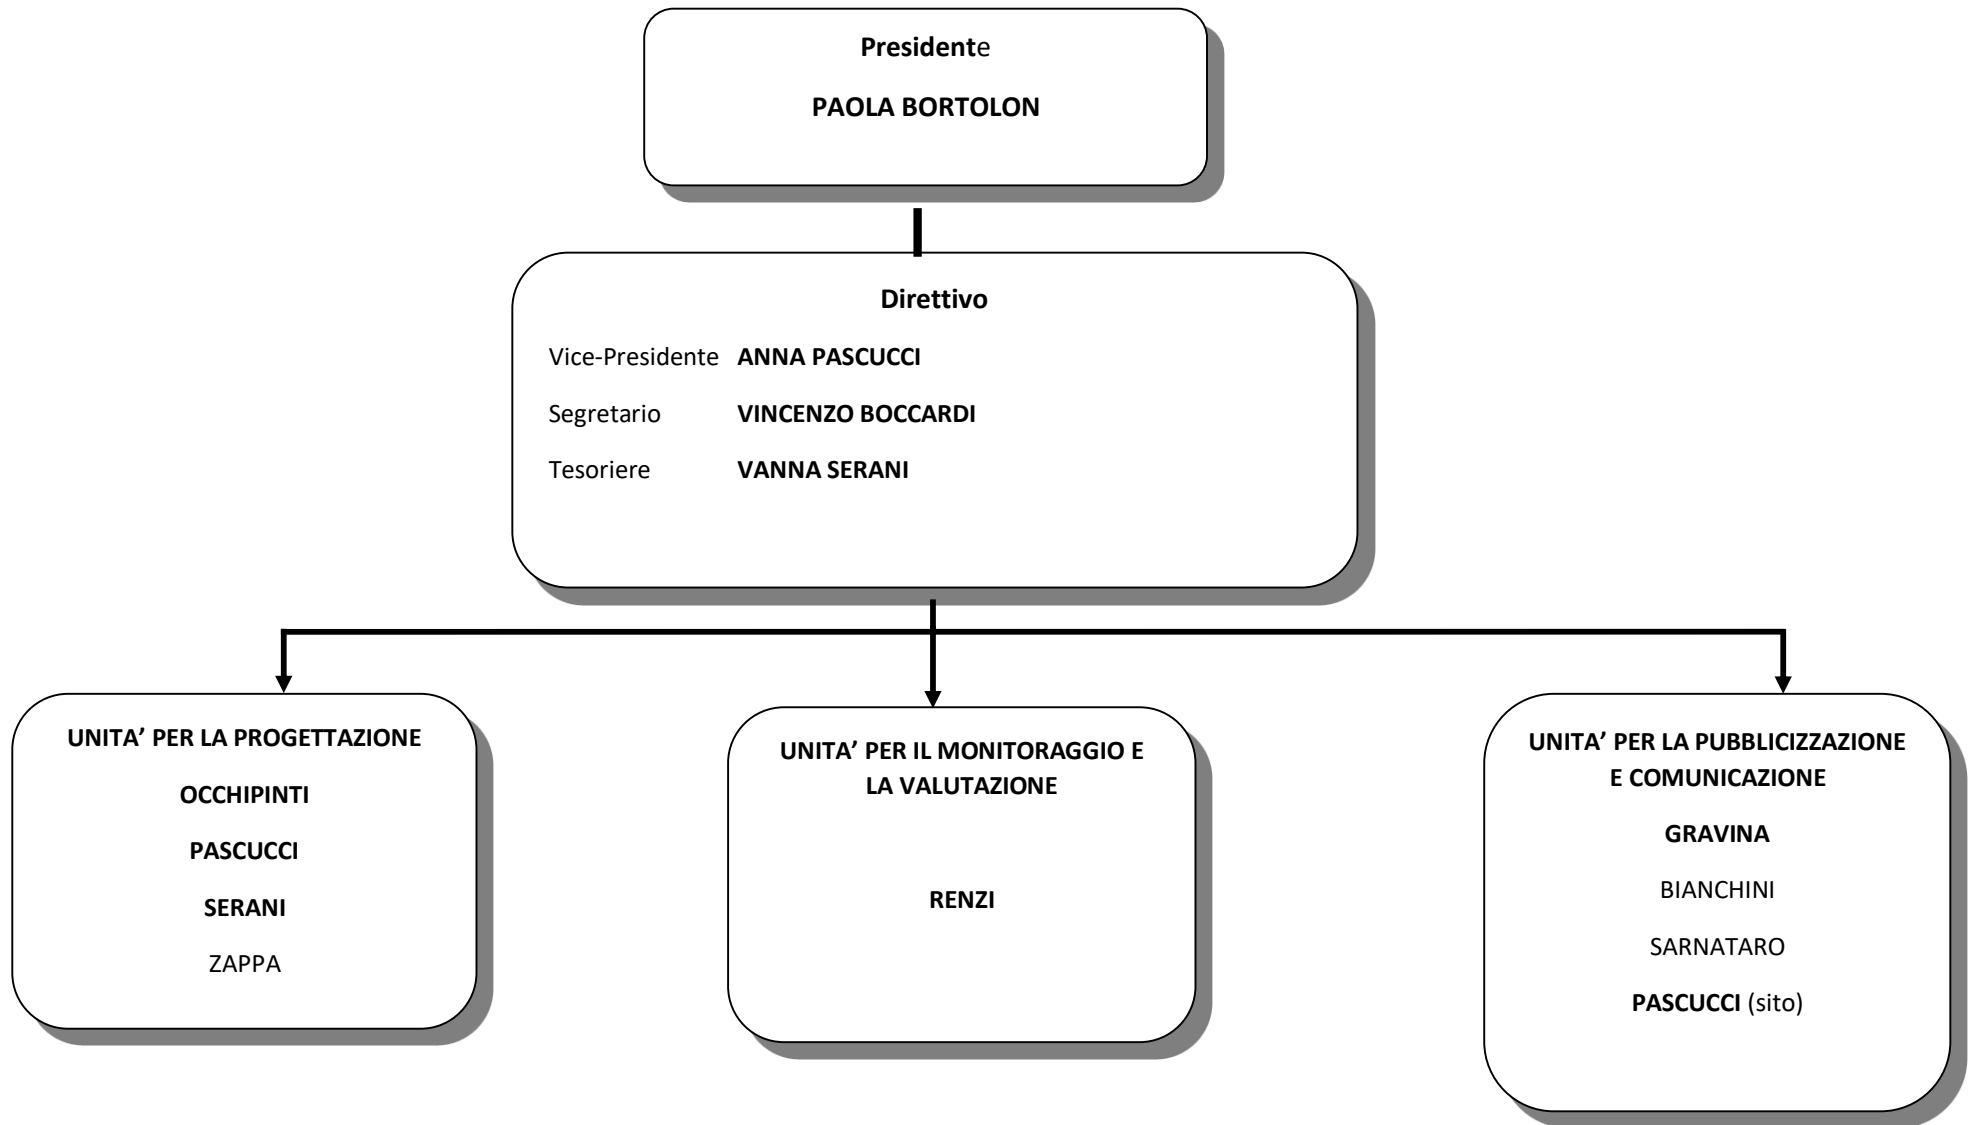 Presidente
PAOLA BORTOLON
Direttivo
Vice-Presidente ANNA PASCUCCI
Segretario VINCENZO BOCCARDI
Tesoriere VANNA SERANI
UNITA’ PER LA PROGETTAZIONE
OCCHIPINTI
PASCUCCI
SERANI
ZAPPA
UNITA’ PER IL MONITORAGGIO E
LA VALUTAZIONE
RENZI
UNITA’ PER LA PUBBLICIZZAZIONE
E COMUNICAZIONE
GRAVINA
BIANCHINI
SARNATARO
PASCUCCI (sito)